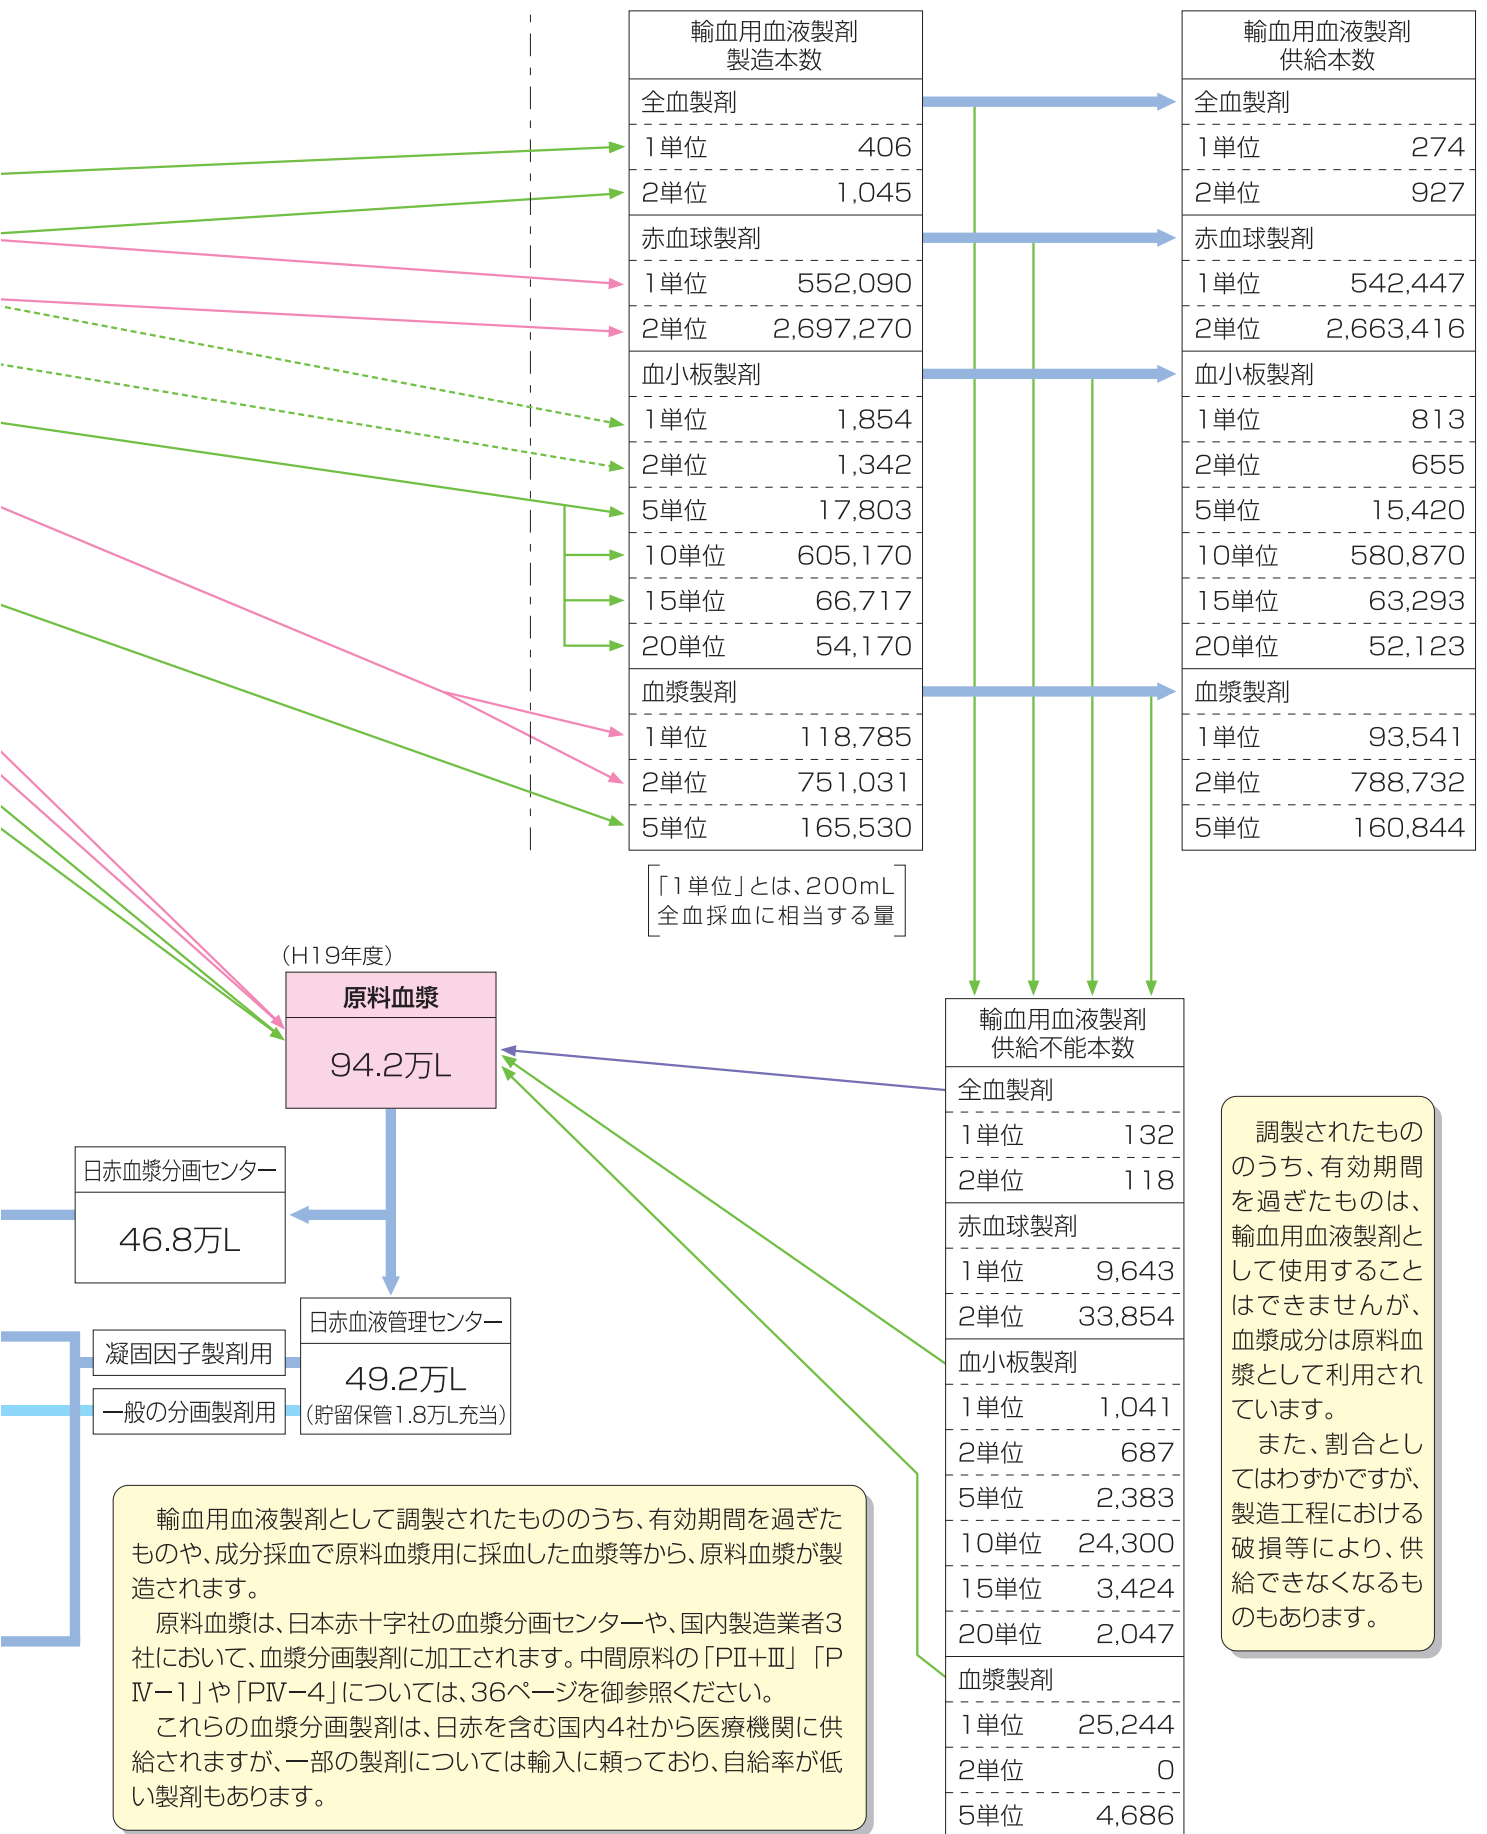 輸血用血液製剤
製造本数
全血製剤
1単位 406
2単位 1,045
赤血球製剤
1単位 552,090
2単位 2,697,270
血小板製剤
1単位 1,854
2単位 1,342
5単位 17,803
10単位 605,170
15単位 66,717
20単位 54,170
血漿製剤
1単位 118,785
2単位 751,031
5単位 165,530
「1単位」とは、200mL
全血採血に相当する量
輸血用血液製剤
供給本数
全血製剤
1単位 274
2単位 927
赤血球製剤
1単位 542,447
2単位 2,663,416
血小板製剤
1単位 813
2単位 655
5単位 15,420
10単位 580,870
15単位 63,293
20単位 52,123
血漿製剤
1単位 93,541
2単位 788,732
5単位 160,844
(H19年度)
原料血漿
94.2万L
日赤血漿分画センター
46.8万L
日赤血液管理センター
49.2万L
(貯留保管1.8万L充当)
凝固因子製剤用
一般の分画製剤用
輸血用血液製剤
供給不能本数
全血製剤
1単位 132
2単位 118
赤血球製剤
1単位 9,643
2単位 33,854
血小板製剤
1単位 1,041
2単位 687
5単位 2,383
10単位 24,300
15単位 3,424
20単位 2,047
血漿製剤
1単位 25,244
2単位 0
5単位 4,686
調製されたもの
のうち、有効期間
を過ぎたものは、
輸血用血液製剤と
して使用すること
はできませんが、
血漿成分は原料血
漿として利用され
ています。
また、割合とし
てはわずかですが、
製造工程における
破損等により、供
給できなくなるも
のもあります。
輸血用血液製剤として調製されたもののうち、有効期間を過ぎた
ものや、成分採血で原料血漿用に採血した血漿等から、原料血漿が製
造されます。
原料血漿は、日本赤十字社の血漿分画センターや、国内製造業者3
社において、血漿分画製剤に加工されます。中間原料の「PⅡ+Ⅲ」「P
Ⅳー1」や「PⅣー4」については、36ページを御参照ください。
これらの血漿分画製剤は、日赤を含む国内4社から医療機関に供
給されますが、一部の製剤については輸入に頼っており、自給率が低
い製剤もあります。